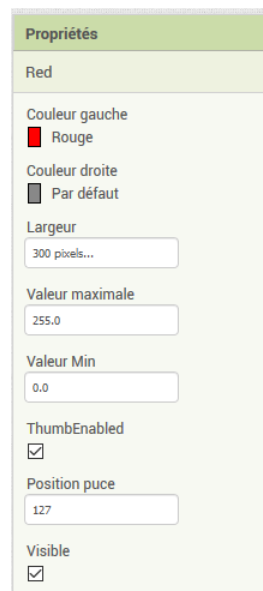 Propriétés
Red
Couleur gauche
Rouge
Couleur droite
Par défaut
Largeur
300 pixels...
Valeur maximale
255.0
Valeur Min
0.0
ThumbEnabled
Position puce
127
Visible